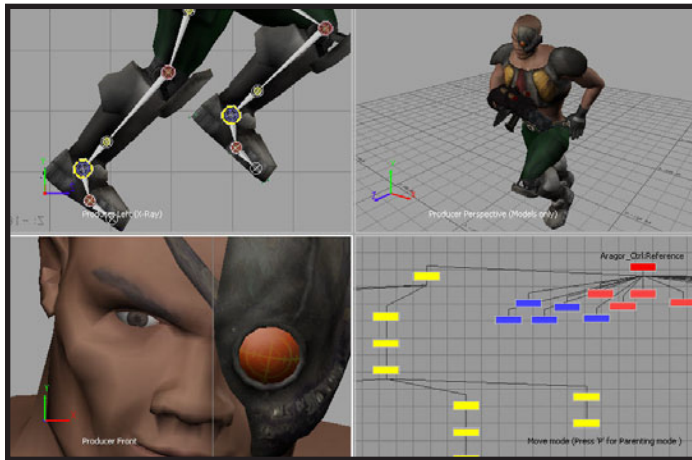 Producer Left (X-Ray)
Producer Perspective (Models only)
Aragor_Ctrl:Reference
Producer Front
Move mode (Press 'P' for Parenting mode )